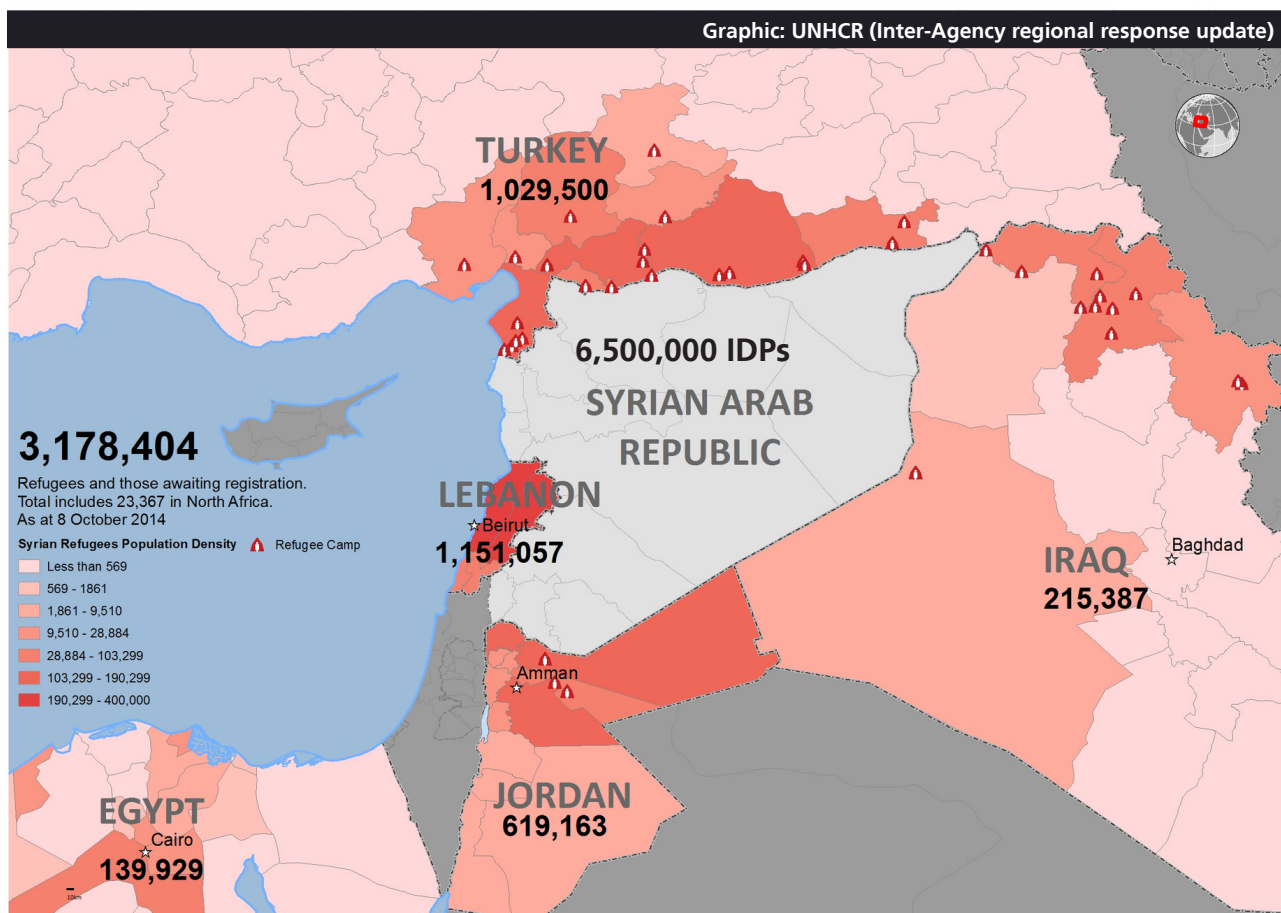 Graphic: UNHCR (Inter-Agency regional response update)
TURKEY
1,029,500
6,500,000 IDPs
SYRIAN ARAB
REPUBLIC
3,178,404
Refugees and those awaiting registration.
Total includes 23,367 in North Africa.
As at 8 October 2014
Syrian Refugees Population Density
Refugee Camp
Less than 569
569 - 1861
1,861 - 9,510
9,510 - 28,884
28,884 - 103,299
103,299 - 190,299
190,299 - 400,000
LEBANON
Beirut
1,151,057
Baghdad
IRAQ
215,387
Amman
JORDAN
619,163
EGYPT
Cairo
139,929
10km